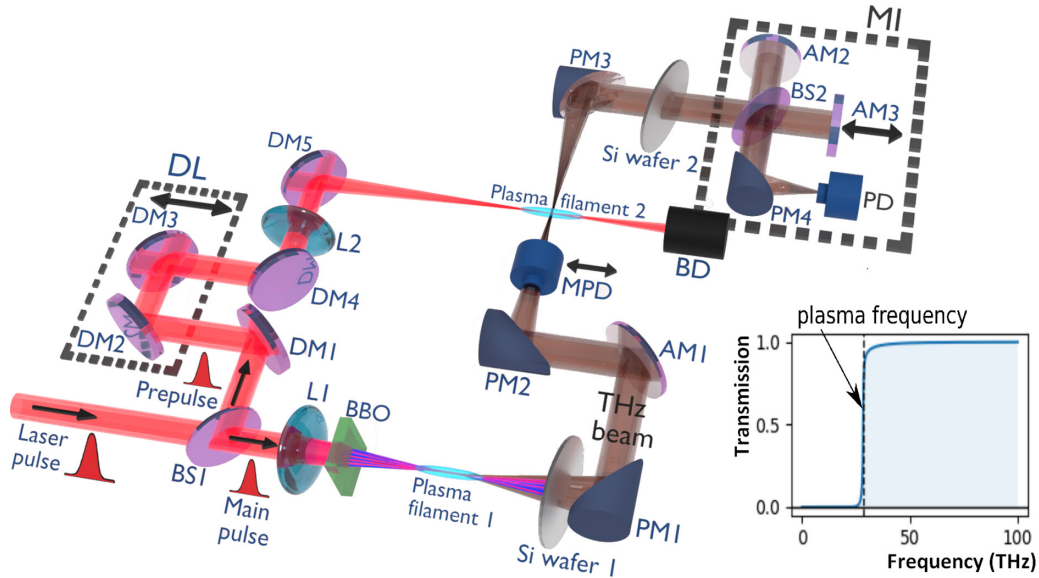 MI
PM3
AM2
BS2
AM3
Si wafer 2
PM4
PD
DM5
DL
DM3
L2
DM4
Plasma filament 2
BD
MPD
DM2
DM1
Prepulse
PM2
AM1
THz
beam
Laser
pulse
BS1
L1
BBO
Main
pulse
Plasma
filament 1
Si wafer 1
PM1
plasma frequency
Transmission
1.0
0.5
0.0
0
50
100
Frequency (THz)